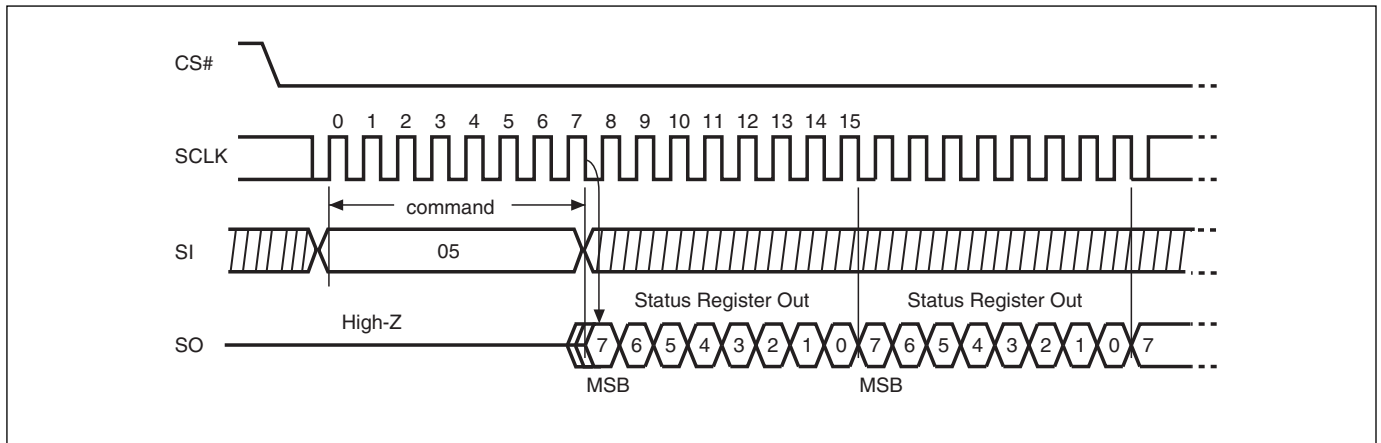 CS#
0 1 2 3 4 5 6 7 8 9 10 11 12 13 14 15
SCLK
command
SI
05
Status Register Out Status Register Out
High-Z
SO
7 6 5 4 3 2 1 0 7 6 5 4 3 2 1 0 7
MSB MSB